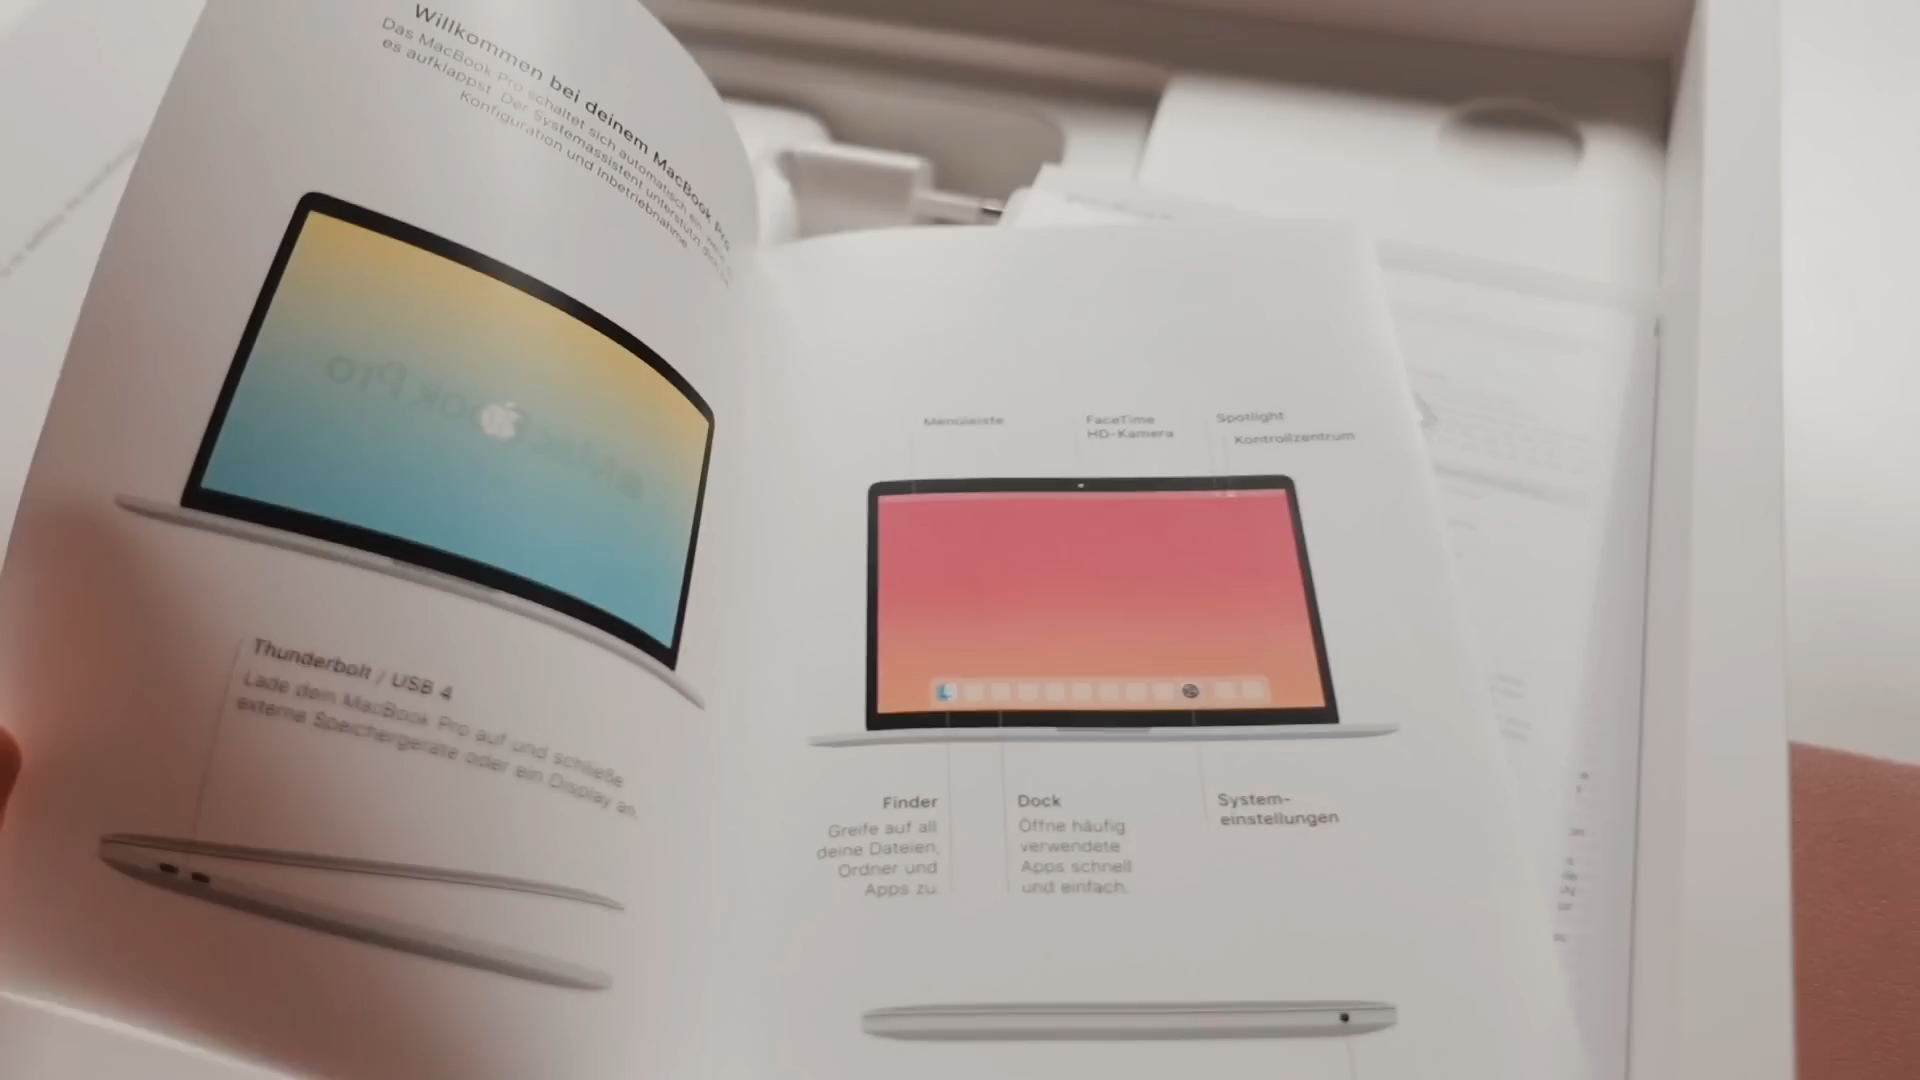 Willkommen bei deinem MacBook Pro
Das MacBook Pro schaltet sich automatisch ein, wenn
es aufklappst. Der Systemassistent unterstützt dich bei
Konfiguration und Inbetriebnahme.
MacBook Pro
Thunderbolt / USB 4
Lade dein MacBook Pro auf und schließe
externe Speichergeräte oder ein Display an.
Menüleiste
FaceTime
HD-Kamera
Spotlight
Kontrollzentrum
Finder
Greife auf all
deine Dateien,
Ordner und
Apps zu.
Dock
Öffne häufig
verwendete
Apps schnell
und einfach.
System-
einstellungen